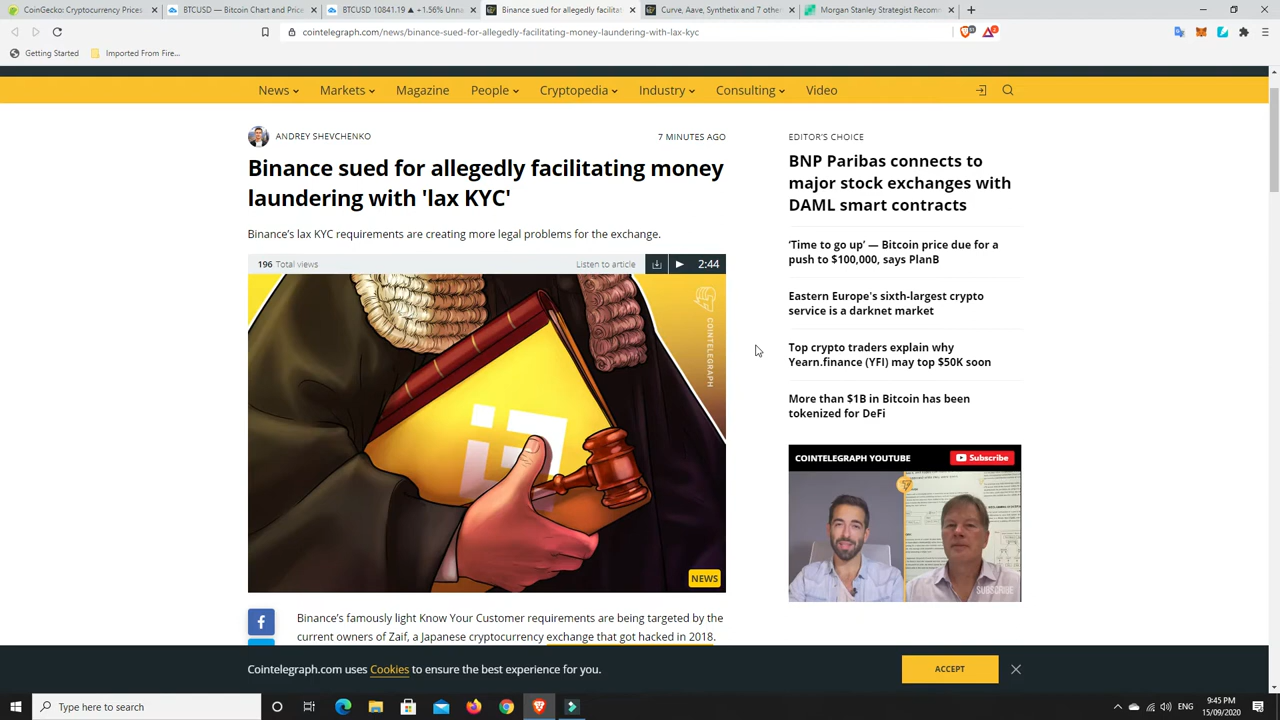 CoinGecko: Cryptocurrency Prices
BTCUSD — Bitcoin Chart and Price
BTCUSD 10841.19 ▲ +1.56% Unna
Binance sued for allegedly facilitat
Curve, Aave, Synthetix and 7 other
Morgan Stanley Strategist Recomm
cointelegraph.com/news/binance-sued-for-allegedly-facilitating-money-laundering-with-lax-kyc
Getting Started
Imported From Fire...
News
Markets
Magazine
People
Cryptopedia
Industry
Consulting
Video
ANDREY SHEVCHENKO
7 MINUTES AGO
Binance sued for allegedly facilitating money
laundering with 'lax KYC'
Binance’s lax KYC requirements are creating more legal problems for the exchange.
196 Total views
Listen to article
2:44
COINTELEGRAPH
NEWS
Binance’s famously light Know Your Customer requirements are being targeted by the
current owners of Zaif, a Japanese cryptocurrency exchange that got hacked in 2018.
EDITOR'S CHOICE
BNP Paribas connects to
major stock exchanges with
DAML smart contracts
‘Time to go up’ — Bitcoin price due for a
push to $100,000, says PlanB
Eastern Europe's sixth-largest crypto
service is a darknet market
Top crypto traders explain why
Yearn.finance (YFI) may top $50K soon
More than $1B in Bitcoin has been
tokenized for DeFi
COINTELEGRAPH YOUTUBE
Subscribe
SUBSCRIBE
Cointelegraph.com uses Cookies to ensure the best experience for you.
ACCEPT
Type here to search
ENG
9:45 PM
15/09/2020